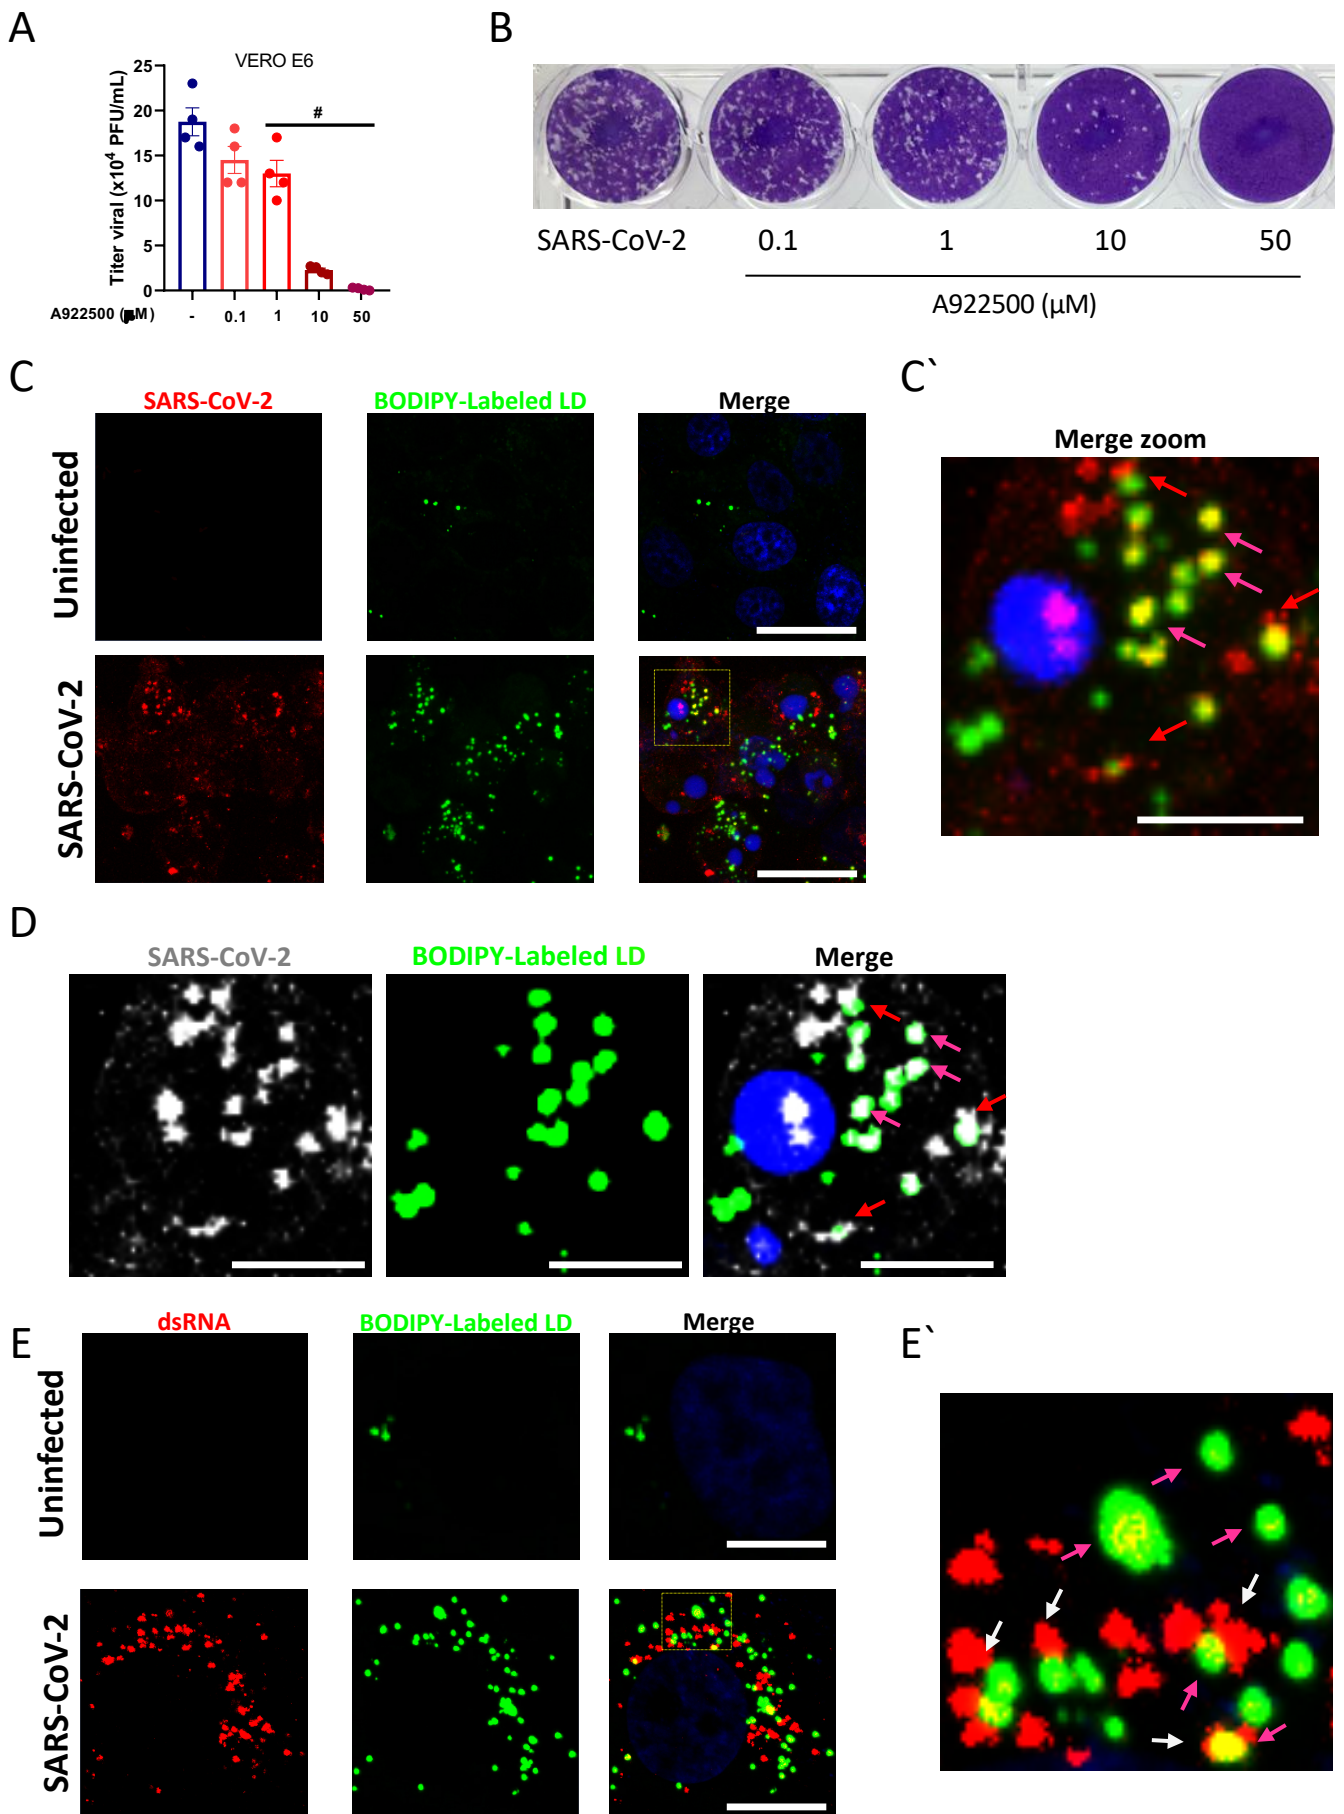 A
VERO E6
Titer viral (x10⁴ PFU/mL)
25
20
15
10
5
0
#
A922500 (µM)
- 0.1 1 10 50
B
SARS-CoV-2 0.1 1 10 50
A922500 (µM)
C
SARS-CoV-2 BODIPY-Labeled LD Merge
Uninfected
SARS-CoV-2
C`
Merge zoom
D
SARS-CoV-2 BODIPY-Labeled LD Merge
E
dsRNA BODIPY-Labeled LD Merge
Uninfected
SARS-CoV-2
E`